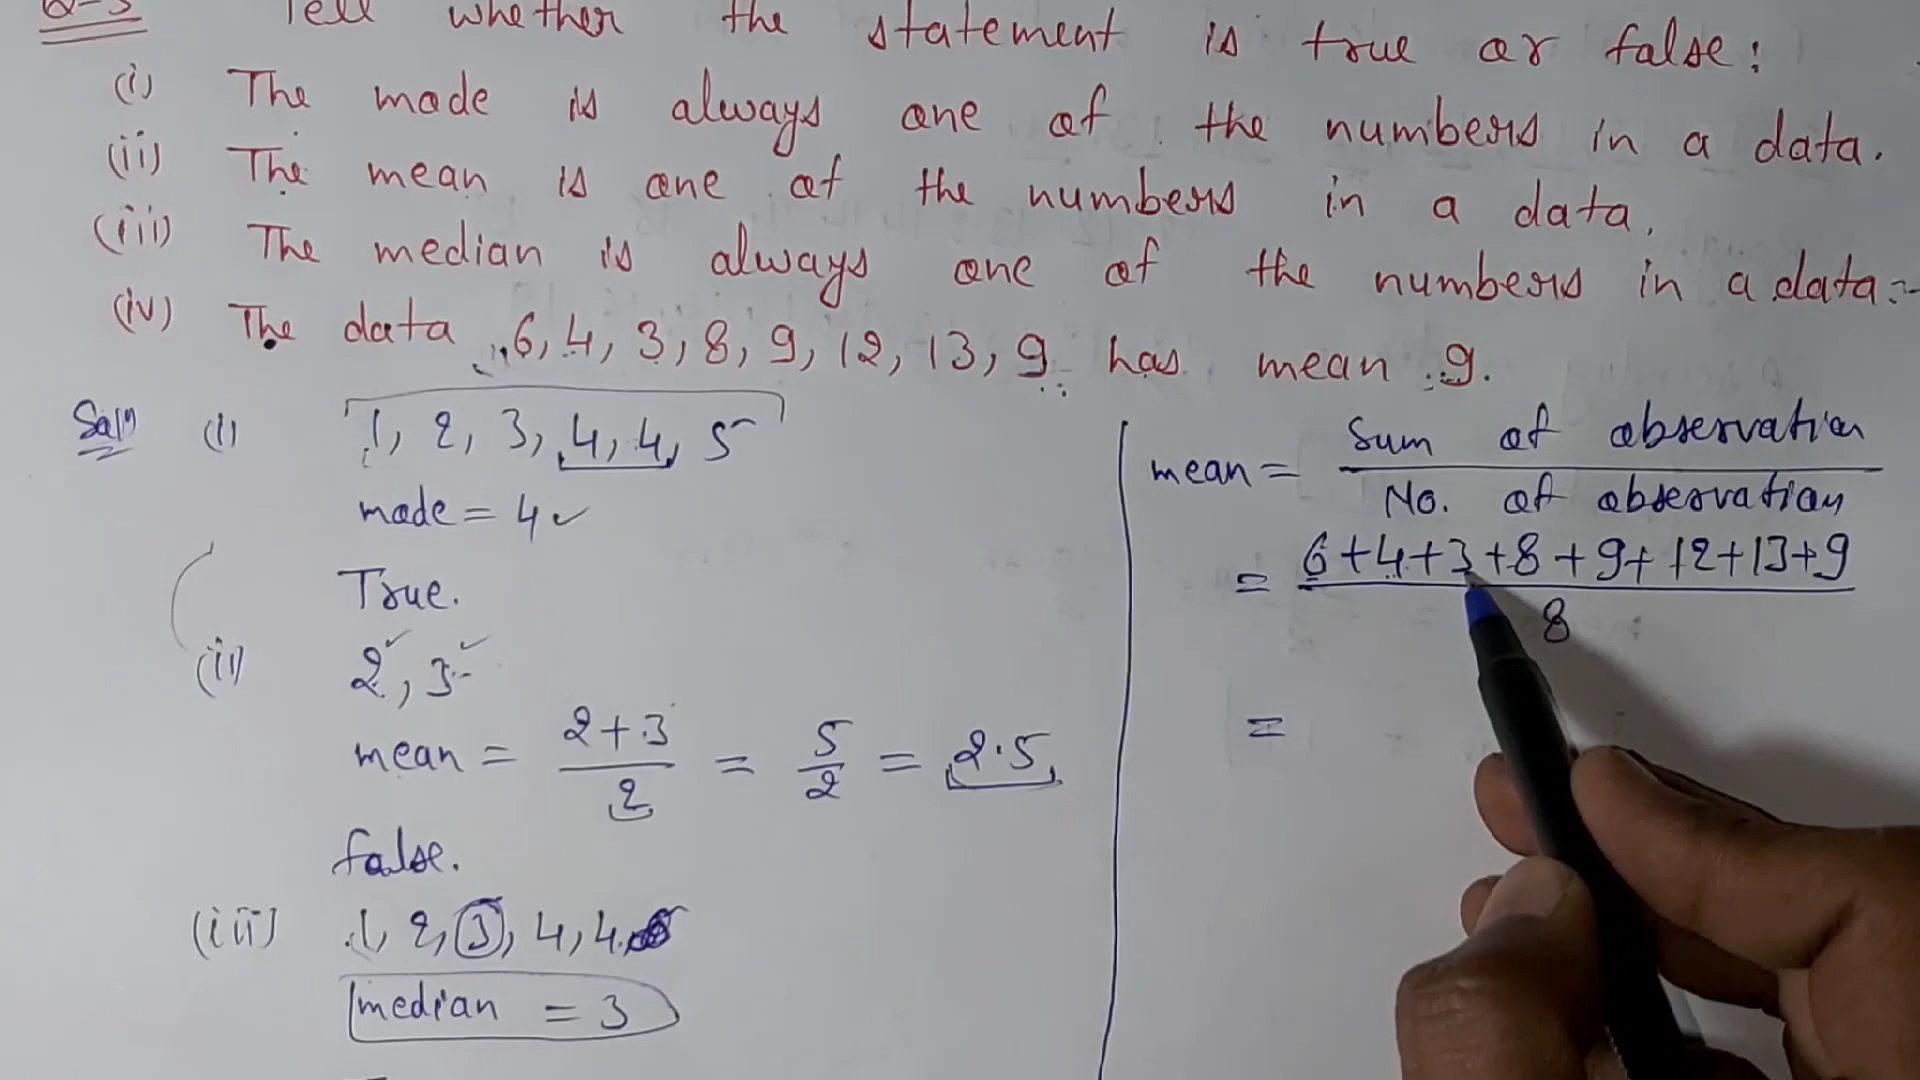 Q-3 Tell whether the statement is true or false:
(i) The mode is always one of the numbers in a data.
(ii) The mean is one of the numbers in a data.
(iii) The median is always one of the numbers in a data.
(iv) The data 6, 4, 3, 8, 9, 12, 13, 9 has mean 9.
Soln (i) 1, 2, 3, 4, 4, 5
mode = 4 ✓
True.
(ii) 2, 3
mean = 2+3/2 = 5/2 = 2.5
false.
(iii) 1, 2, 3, 4, 4
median = 3
mean = Sum of observation / No. of observation
= 6+4+3+8+9+12+13+9 / 8
=